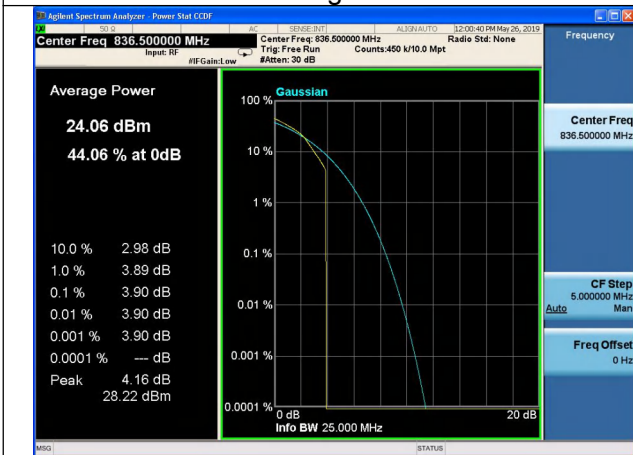 Agilent Spectrum Analyzer - Power Stat CCDF
50 Ω AC SENSE:INT ALIGN AUTO 12:00:40 PM May 26, 2019
Center Freq 836.500000 MHz
Center Freq: 836.500000 MHz Radio Std: None
Input: RF Trig: Free Run Counts:450 k/10.0 Mpt
#IFGain:Low #Atten: 30 dB
Frequency
Average Power
24.06 dBm
44.06 % at 0dB
10.0 % 2.98 dB
1.0 % 3.89 dB
0.1 % 3.90 dB
0.01 % 3.90 dB
0.001 % 3.90 dB
0.0001 % --- dB
Peak 4.16 dB
28.22 dBm
Gaussian
100 %
10 %
1 %
0.1 %
0.01 %
0.001 %
0.0001 %
0 dB 20 dB
Info BW 25.000 MHz
Center Freq
836.500000 MHz
CF Step
5.000000 MHz
Auto Man
Freq Offset
0 Hz
MSG STATUS